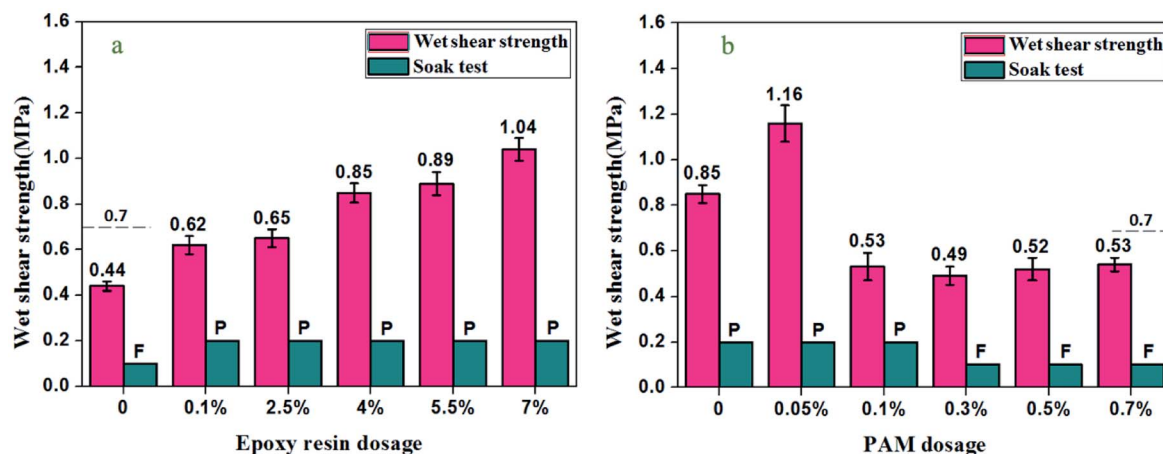 a
Wet shear strength
Soak test
Wet shear strength(MPa)
1.6
1.4
1.2
1.0
0.8
0.6
0.4
0.2
0.0
0.7
0.44
0.62
0.65
0.85
0.89
1.04
F
P
P
P
P
P
0
0.1%
2.5%
4%
5.5%
7%
Epoxy resin dosage
b
Wet shear strength
Soak test
Wet shear strength(MPa)
1.6
1.4
1.2
1.0
0.8
0.6
0.4
0.2
0.0
0.85
1.16
0.53
0.49
0.52
0.53
0.7
P
P
P
F
F
F
0
0.05%
0.1%
0.3%
0.5%
0.7%
PAM dosage